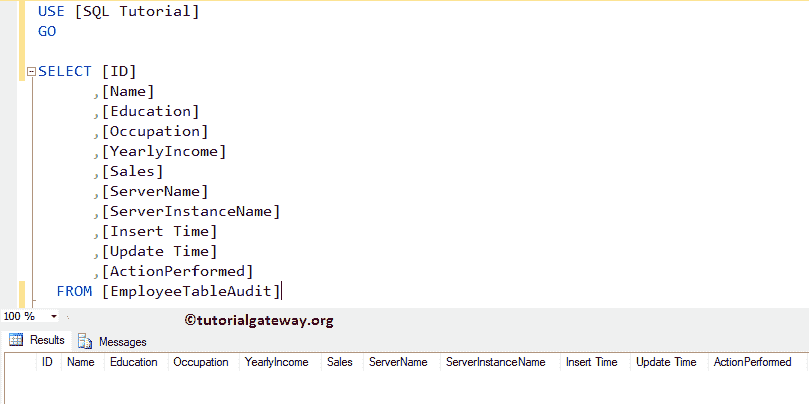 USE [SQL Tutorial]
GO
SELECT [ID]
,[Name]
,[Education]
,[Occupation]
,[YearlyIncome]
,[Sales]
,[ServerName]
,[ServerInstanceName]
,[Insert Time]
,[Update Time]
,[ActionPerformed]
FROM [EmployeeTableAudit]
100 %
©tutorialgateway.org
Results Messages
ID Name Education Occupation YearlyIncome Sales ServerName ServerInstanceName Insert Time Update Time ActionPerformed